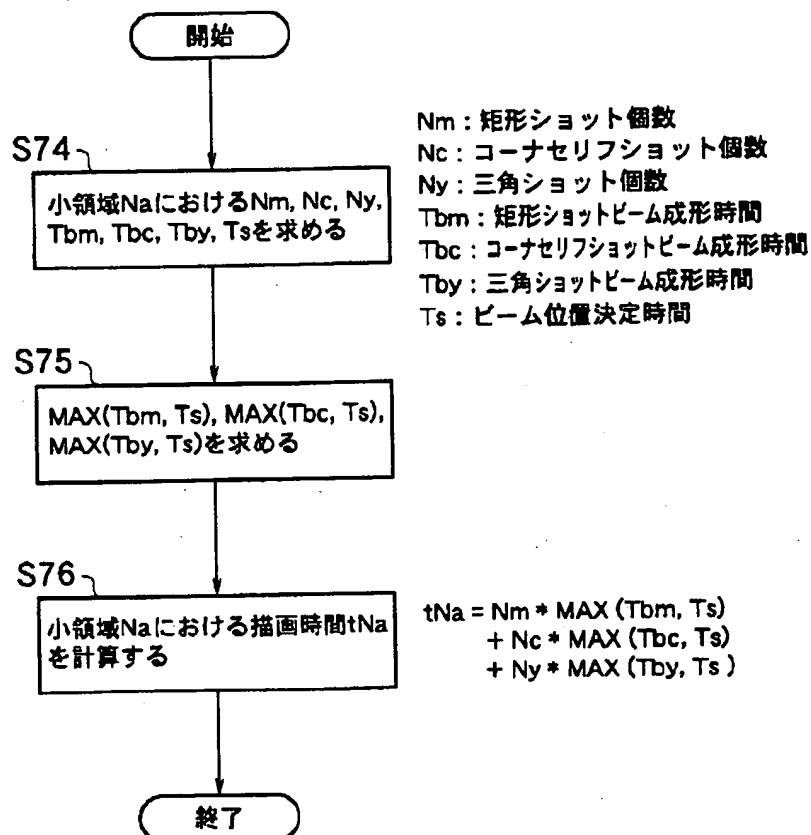 開始
S74
小領域NaにおけるNm, Nc, Ny,
Tbm, Tbc, Tby, Tsを求める
Nm : 矩形ショット個数
Nc : コーナセリフショット個数
Ny : 三角ショット個数
Tbm : 矩形ショットビーム成形時間
Tbc : コーナセリフショットビーム成形時間
Tby : 三角ショットビーム成形時間
Ts : ビーム位置決定時間
S75
MAX(Tbm, Ts), MAX(Tbc, Ts),
MAX(Tby, Ts)を求める
S76
小領域Naにおける描画時間tNa
を計算する
tNa = Nm * MAX (Tbm, Ts)
+ Nc * MAX (Tbc, Ts)
+ Ny * MAX (Tby, Ts )
終了